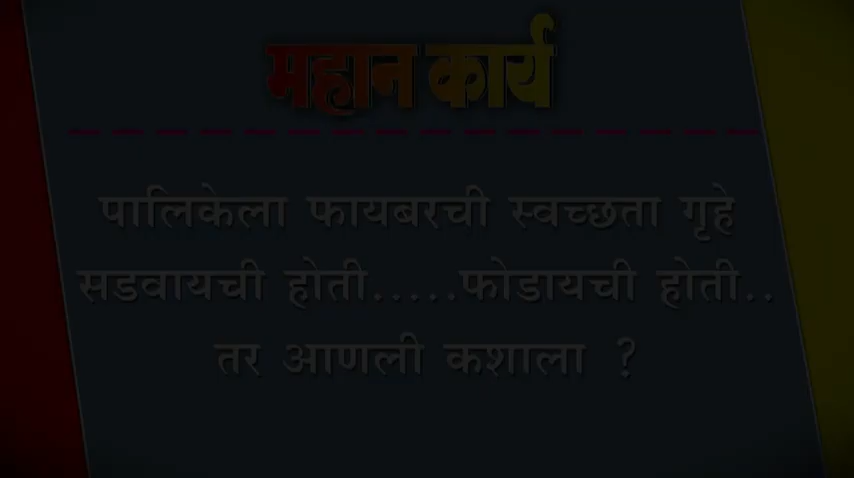 महान कार्य
पालिकेला फायबरची स्वच्छता गृहे
सडवायची होती.....फोडायची होती..
तर आणली कशाला ?